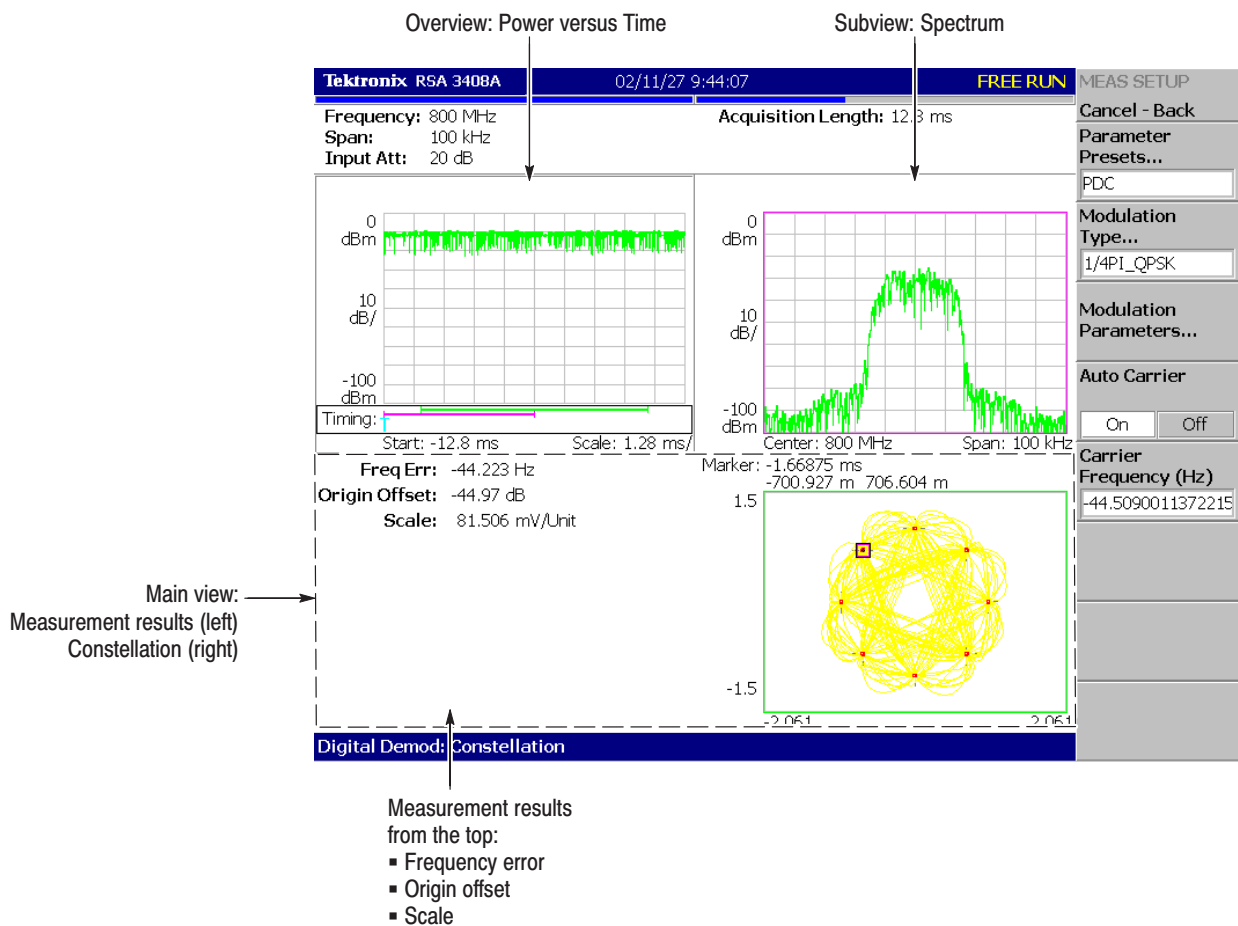 Overview: Power versus Time
Subview: Spectrum
Tektronix RSA 3408A 02/11/27 9:44:07 FREE RUN
Frequency: 800 MHz
Span: 100 kHz
Input Att: 20 dB
Acquisition Length: 12.8 ms
0
dBm
10
dB/
-100
dBm
Timing:
Start: -12.8 ms Scale: 1.28 ms/
0
dBm
10
dB/
-100
dBm
Center: 800 MHz Span: 100 kHz
Freq Err: -44.223 Hz
Origin Offset: -44.97 dB
Scale: 81.506 mV/Unit
Marker: -1.66875 ms
-700.927 m 706.604 m
1.5
-1.5
-2.061 2.061
Digital Demod: Constellation
MEAS SETUP
Cancel - Back
Parameter
Presets...
PDC
Modulation
Type...
1/4PI_QPSK
Modulation
Parameters...
Auto Carrier
On Off
Carrier
Frequency (Hz)
-44.5090011372215
Main view:
Measurement results (left)
Constellation (right)
Measurement results
from the top:
▪ Frequency error
▪ Origin offset
▪ Scale